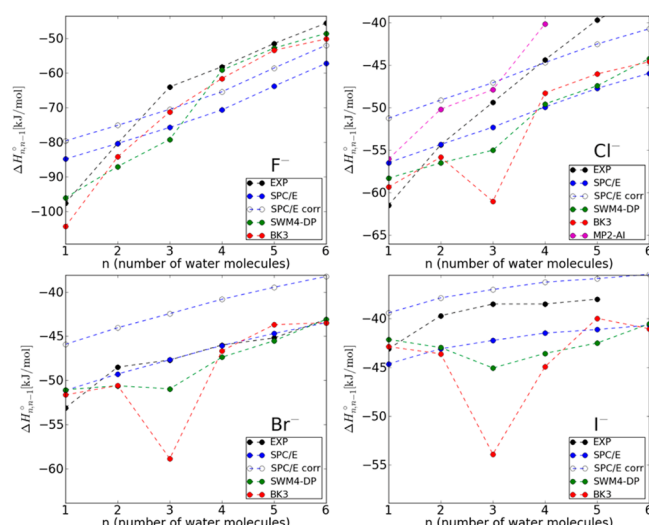 ΔH°n,n−1[kJ/mol]
−50
−60
−70
−80
−90
−100
F−
EXP
SPC/E
SPC/E corr
SWM4-DP
BK3
1 2 3 4 5 6
n (number of water molecules)
ΔH°n,n−1[kJ/mol]
−40
−45
−50
−55
−60
−65
Cl−
EXP
SPC/E
SPC/E corr
SWM4-DP
BK3
MP2-AI
1 2 3 4 5 6
n (number of water molecules)
ΔH°n,n−1[kJ/mol]
−40
−45
−50
−55
−60
Br−
EXP
SPC/E
SPC/E corr
SWM4-DP
BK3
1 2 3 4 5 6
n (number of water molecules)
ΔH°n,n−1[kJ/mol]
−40
−45
−50
−55
I−
EXP
SPC/E
SPC/E corr
SWM4-DP
BK3
1 2 3 4 5 6
n (number of water molecules)